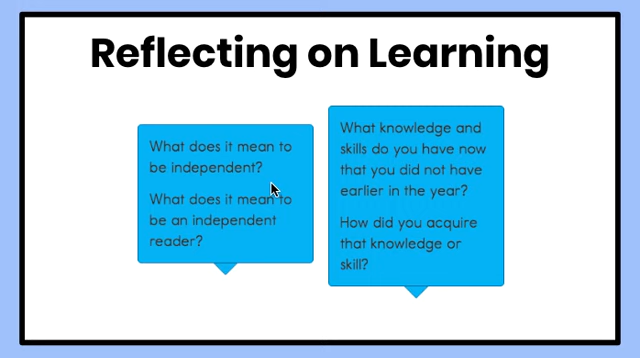 Reflecting on Learning
What does it mean to
be independent?
What does it mean to
be an independent
reader?
What knowledge and
skills do you have now
that you did not have
earlier in the year?
How did you acquire
that knowledge or
skill?